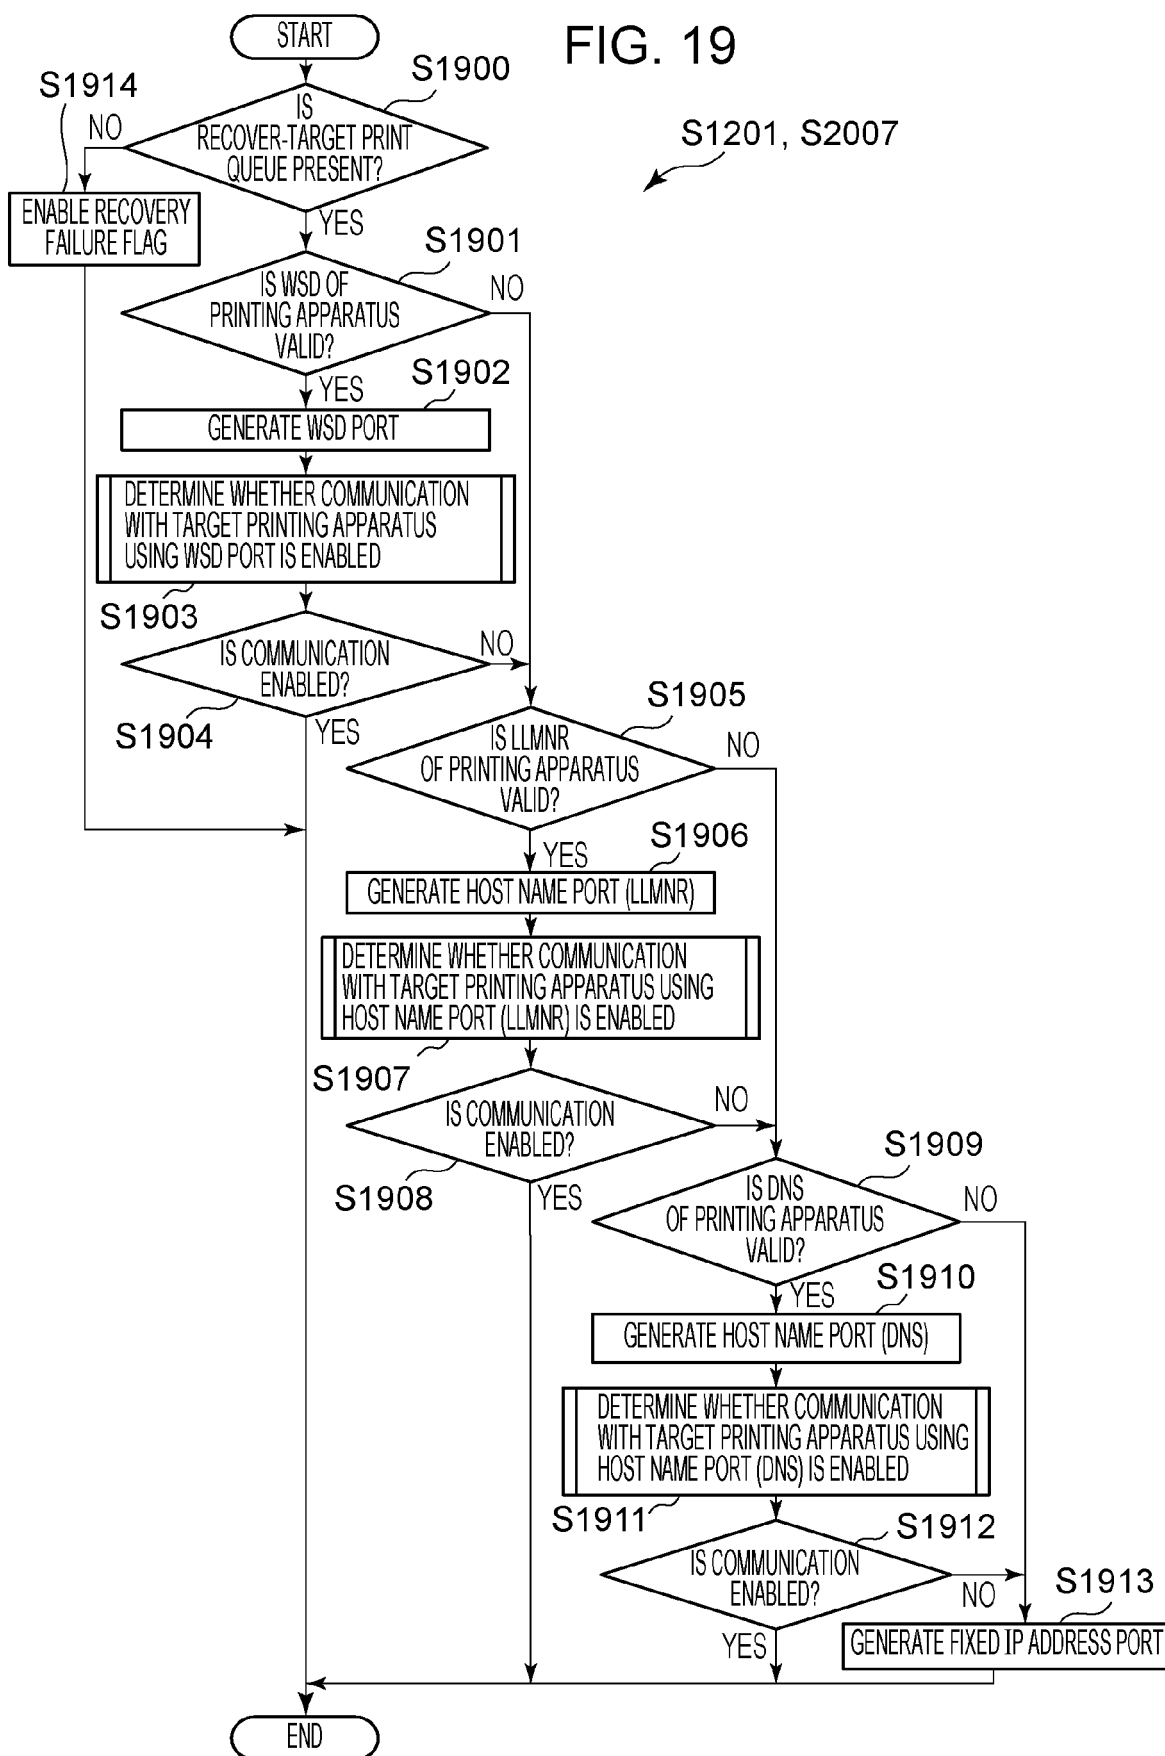 START
FIG. 19
S1900
S1914
IS
RECOVER-TARGET PRINT
QUEUE PRESENT?
NO
S1201, S2007
ENABLE RECOVERY
FAILURE FLAG
YES
S1901
IS WSD OF
PRINTING APPARATUS
VALID?
NO
YES
S1902
GENERATE WSD PORT
DETERMINE WHETHER COMMUNICATION
WITH TARGET PRINTING APPARATUS
USING WSD PORT IS ENABLED
S1903
IS COMMUNICATION
ENABLED?
NO
S1904
YES
S1905
IS LLMNR
OF PRINTING APPARATUS
VALID?
NO
YES
S1906
GENERATE HOST NAME PORT (LLMNR)
DETERMINE WHETHER COMMUNICATION
WITH TARGET PRINTING APPARATUS USING
HOST NAME PORT (LLMNR) IS ENABLED
S1907
IS COMMUNICATION
ENABLED?
NO
S1908
YES
S1909
IS DNS
OF PRINTING APPARATUS
VALID?
NO
YES
S1910
GENERATE HOST NAME PORT (DNS)
DETERMINE WHETHER COMMUNICATION
WITH TARGET PRINTING APPARATUS USING
HOST NAME PORT (DNS) IS ENABLED
S1911
S1912
IS COMMUNICATION
ENABLED?
NO
S1913
YES
GENERATE FIXED IP ADDRESS PORT
END